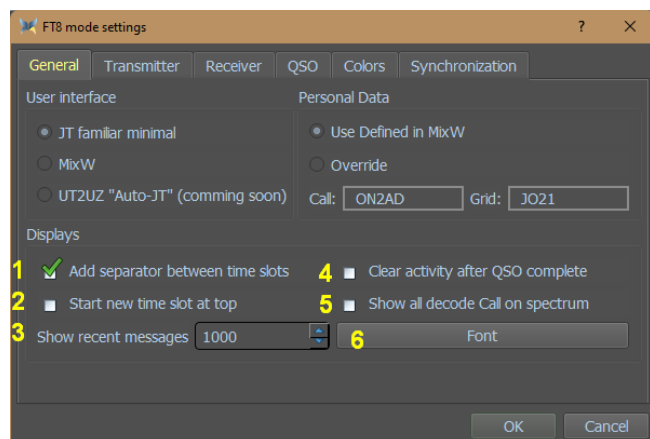 FT8 mode settings ? ×
General Transmitter Receiver QSO Colors Synchronization
User interface
JT familiar minimal
MixW
UT2UZ "Auto-JT" (comming soon)
Personal Data
Use Defined in MixW
Override
Call: ON2AD Grid: JO21
Displays
1 Add separator between time slots
4 Clear activity after QSO complete
2 Start new time slot at top
5 Show all decode Call on spectrum
3 Show recent messages 1000
6 Font
OK Cancel